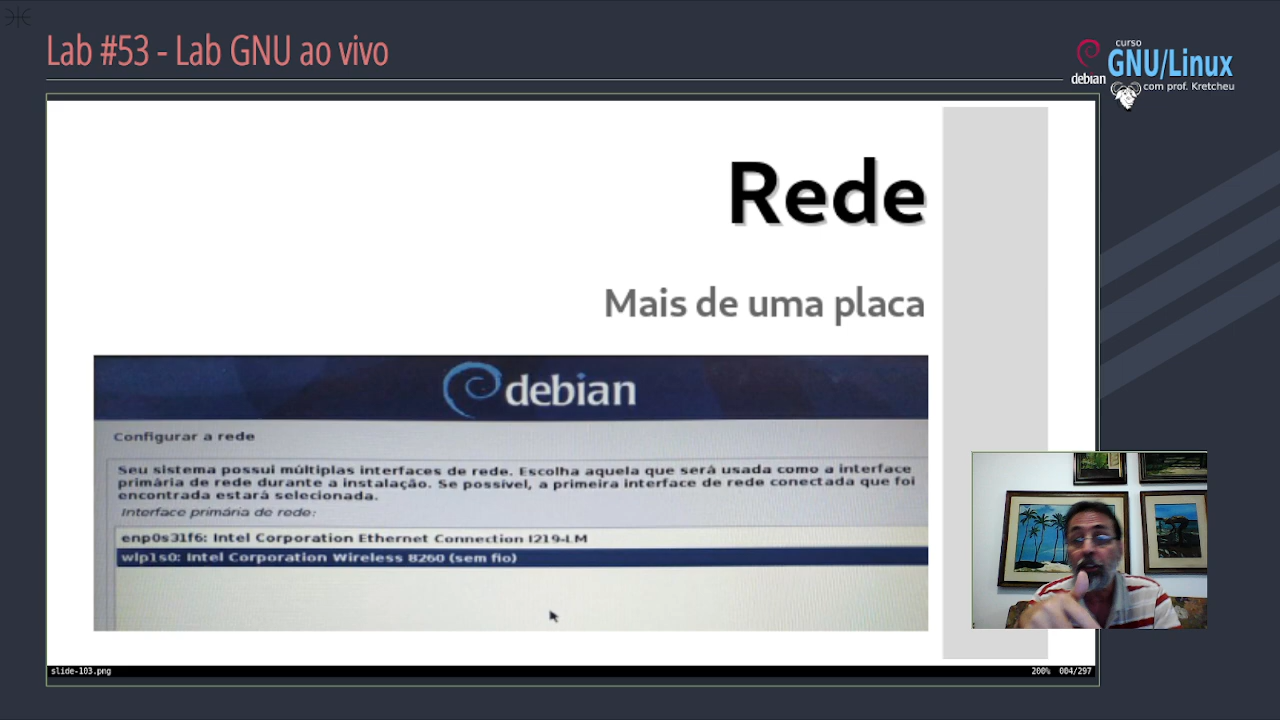 Lab #53 - Lab GNU ao vivo
curso
GNU/Linux
debian
com prof. Kretcheu
Rede
Mais de uma placa
debian
Configurar a rede
Seu sistema possui múltiplas interfaces de rede. Escolha aquela que será usada como a interface
primária de rede durante a instalação. Se possível, a primeira interface de rede conectada que foi
encontrada estará selecionada.
Interface primária de rede:
enp0s31f6: Intel Corporation Ethernet Connection I219-LM
wlp1s0: Intel Corporation Wireless 8260 (sem fio)
slide-103.png
200% 004/297